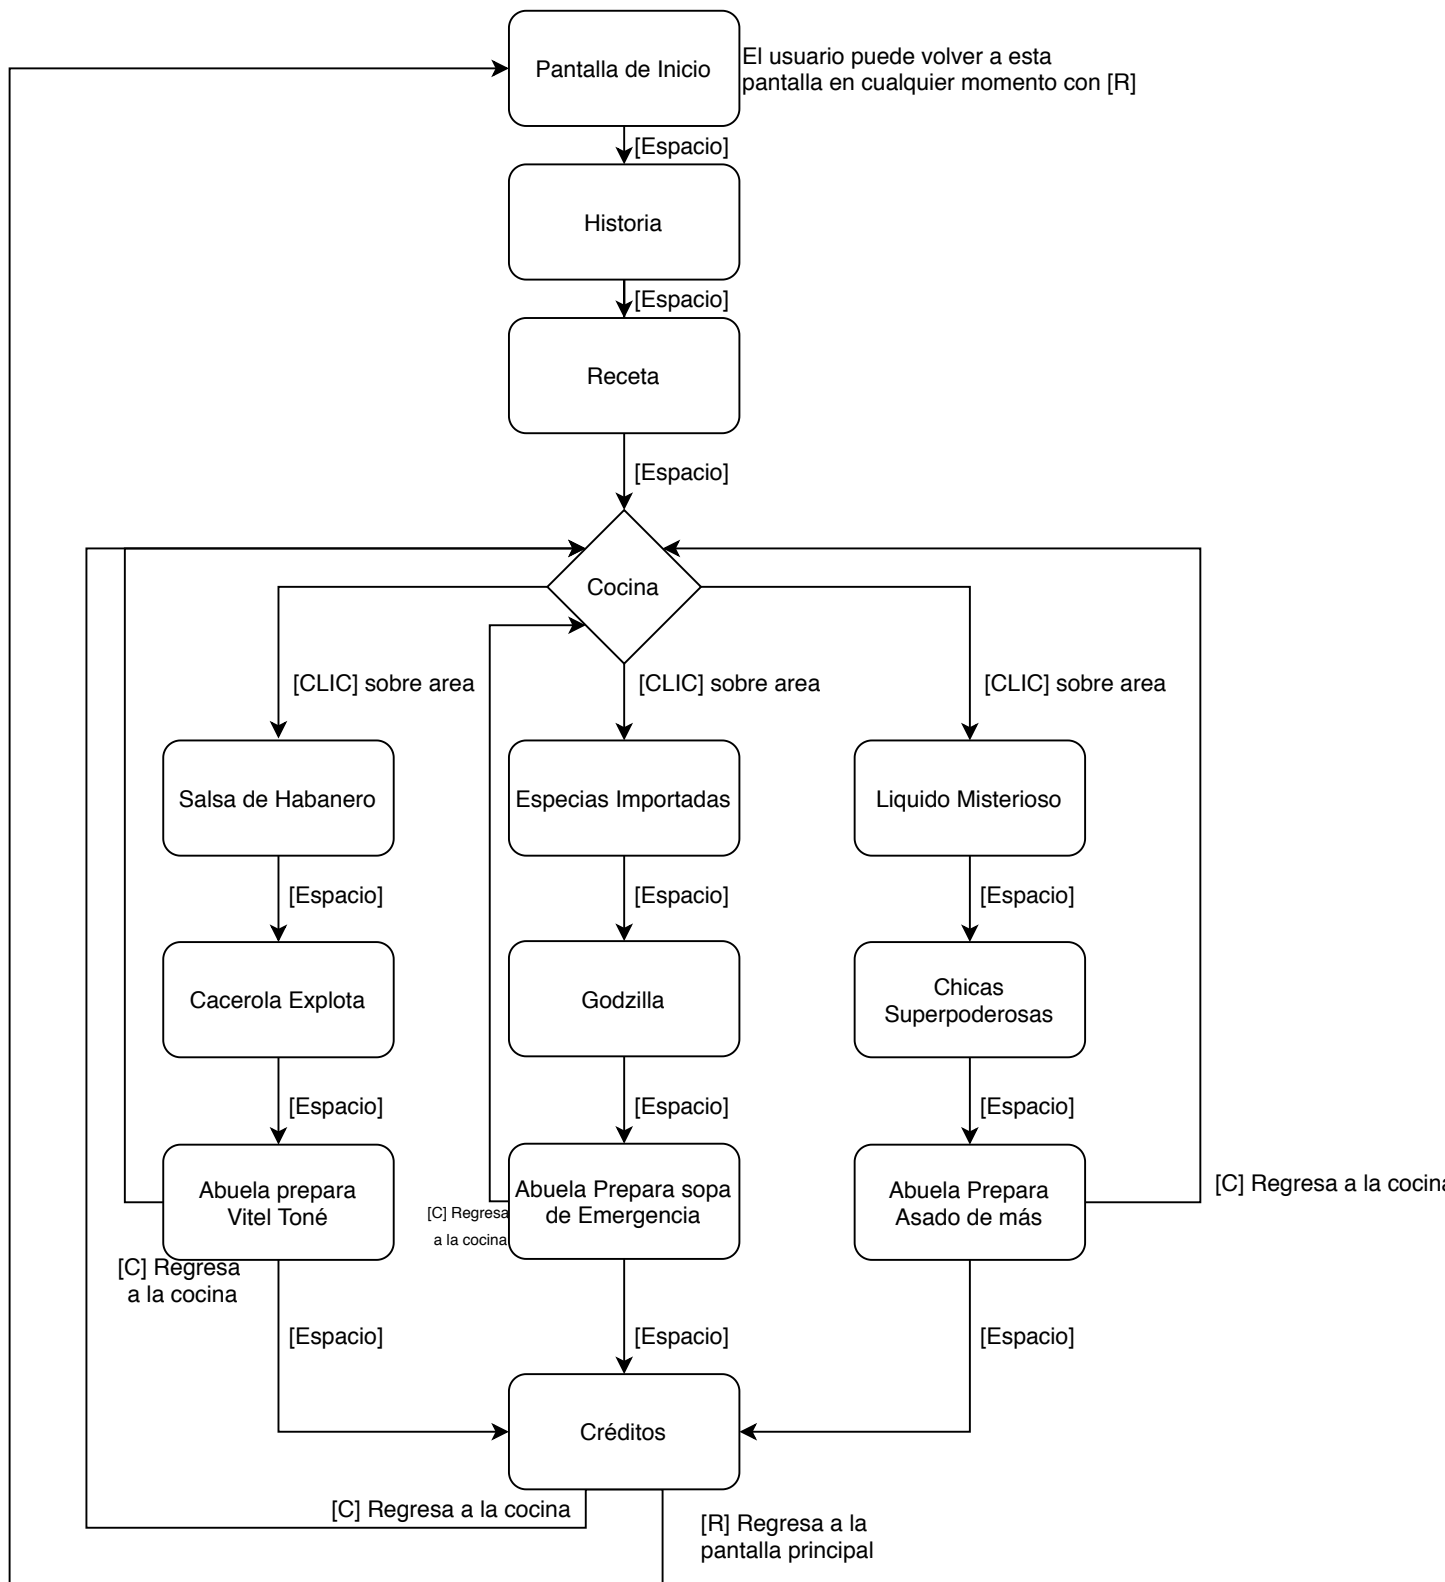 Pantalla de Inicio
El usuario puede volver a esta
pantalla en cualquier momento con [R]
[Espacio]
Historia
[Espacio]
Receta
[Espacio]
Cocina
[CLIC] sobre area
[CLIC] sobre area
[CLIC] sobre area
Salsa de Habanero
Especias Importadas
Liquido Misterioso
[Espacio]
[Espacio]
[Espacio]
Cacerola Explota
Godzilla
Chicas
Superpoderosas
[Espacio]
[Espacio]
[Espacio]
Abuela prepara
Vitel Toné
[C] Regresa
a la cocina
Abuela Prepara sopa
de Emergencia
Abuela Prepara
Asado de más
[C] Regresa a la cocina
[C] Regresa
a la cocina
[Espacio]
[Espacio]
[Espacio]
Créditos
[C] Regresa a la cocina
[R] Regresa a la
pantalla principal